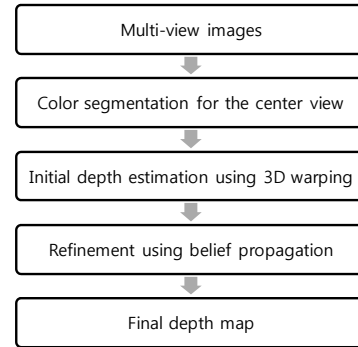 Multi-view images
Color segmentation for the center view
Initial depth estimation using 3D warping
Refinement using belief propagation
Final depth map